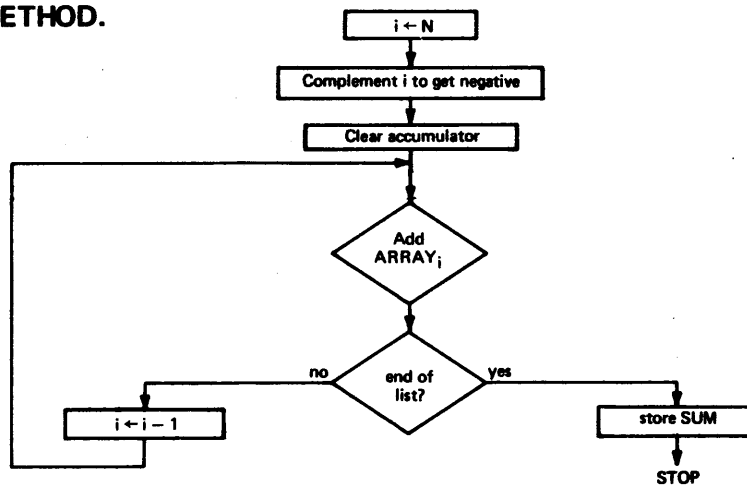 ETHOD.
i ← N
Complement i to get negative
Clear accumulator
Add
ARRAYi
end of
list?
no
yes
i ← i − 1
store SUM
STOP